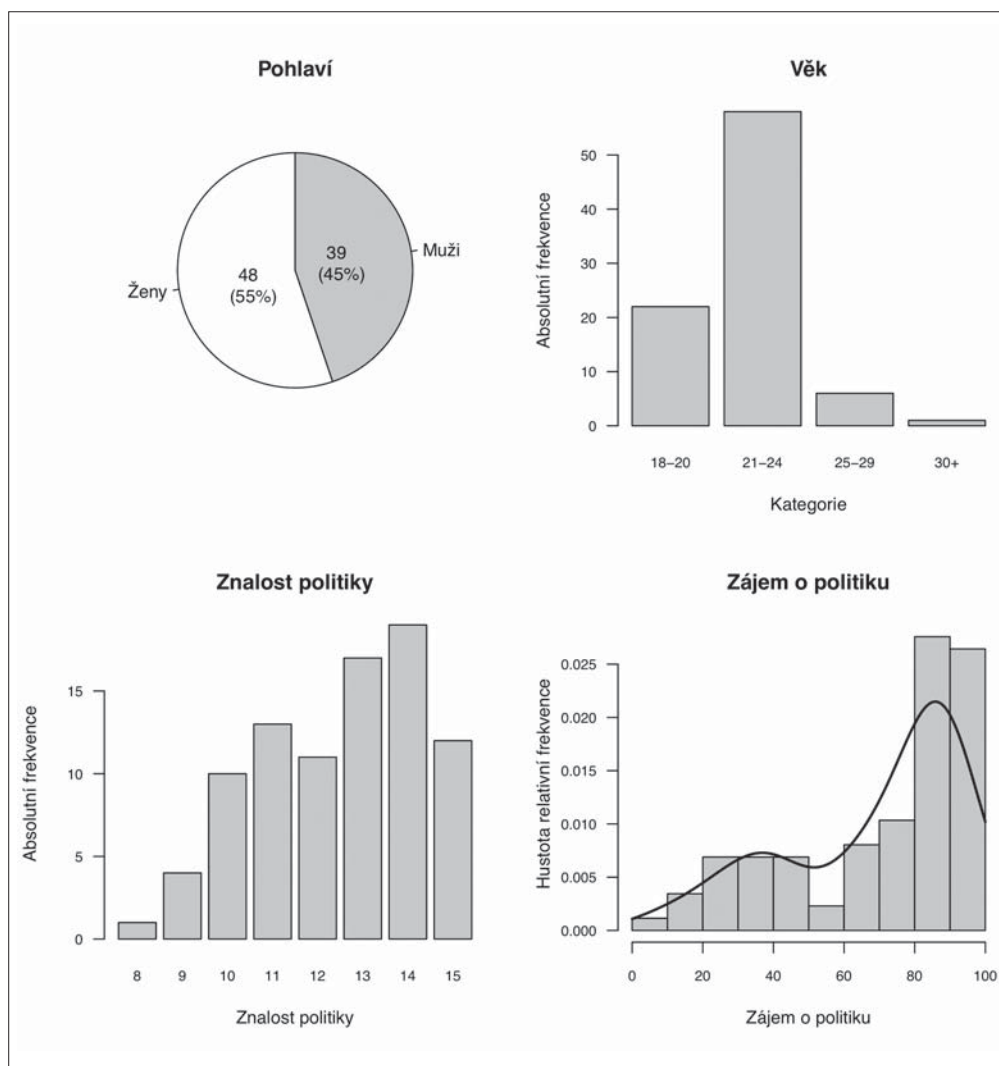 Pohlaví
39
(45%)
Muži
48
(55%)
Ženy
Věk
Absolutní frekvence
50
40
30
20
10
0
18–20 21–24 25–29 30+
Kategorie
Znalost politiky
Absolutní frekvence
15
10
5
0
8 9 10 11 12 13 14 15
Znalost politiky
Zájem o politiku
Hustota relativní frekvence
0.025
0.020
0.015
0.010
0.005
0.000
0 20 40 60 80 100
Zájem o politiku